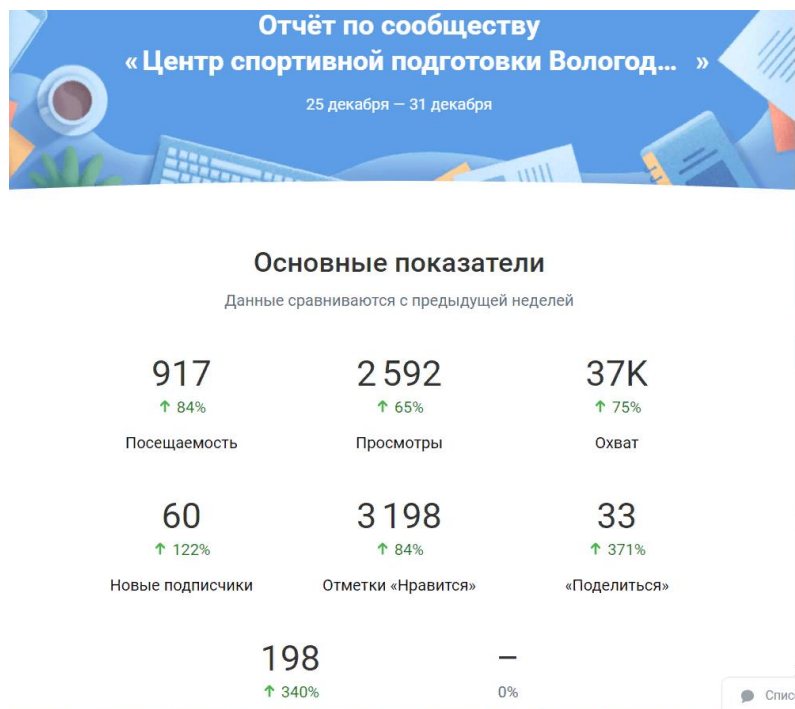 Отчёт по сообществу
«Центр спортивной подготовки Вологод... »
25 декабря — 31 декабря
Основные показатели
Данные сравниваются с предыдущей неделей
917 2 592 37K
↑ 84% ↑ 65% ↑ 75%
Посещаемость Просмотры Охват
60 3 198 33
↑ 122% ↑ 84% ↑ 371%
Новые подписчики Отметки «Нравится» «Поделиться»
198 –
↑ 340% 0%